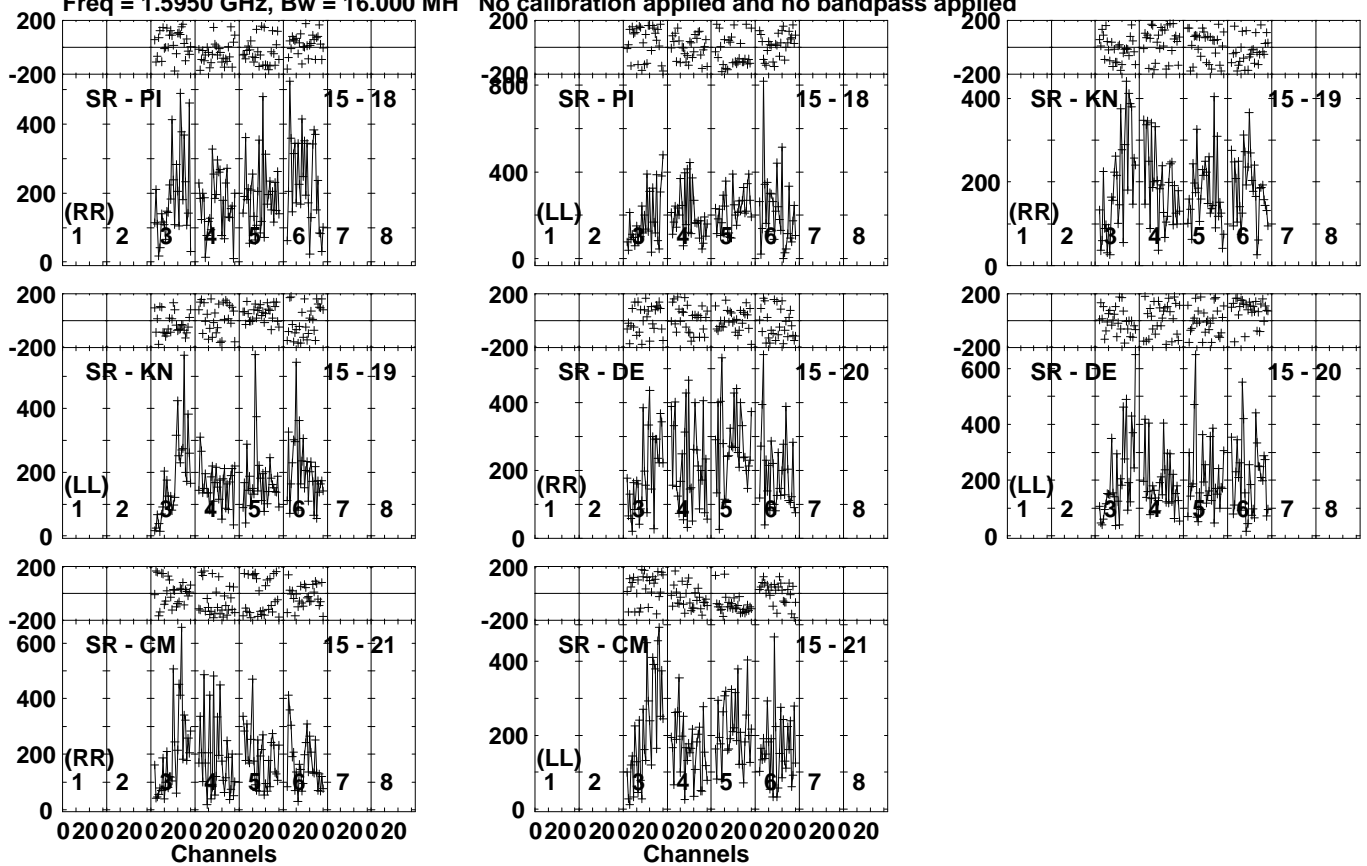 Freq = 1.5950 GHz, Bw = 16.000 MH No calibration applied and no bandpass applied
200
-200
SR - PI 15 - 18
400
200
(RR)
1 2 3 4 5 6 7 8
0
200
-200
800
SR - PI 15 - 18
400
(LL)
1 2 3 4 5 6 7 8
0
200
-200
SR - KN 15 - 19
400
200
(RR)
1 2 3 4 5 6 7 8
0
200
-200
SR - KN 15 - 19
400
200
(LL)
1 2 3 4 5 6 7 8
0
200
-200
SR - DE 15 - 20
400
200
(RR)
1 2 3 4 5 6 7 8
0
200
-200
600
SR - DE 15 - 20
400
200
(LL)
1 2 3 4 5 6 7 8
0
200
-200
600
SR - CM 15 - 21
400
200
(RR)
1 2 3 4 5 6 7 8
0
0 20 0 20 0 20 0 20 0 20 0 20 0 20 0 20
Channels
200
-200
SR - CM 15 - 21
400
200
(LL)
1 2 3 4 5 6 7 8
0
0 20 0 20 0 20 0 20 0 20 0 20 0 20 0 20
Channels